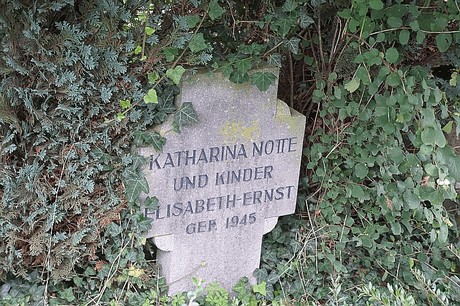 KATHARINA NOTTE
UND KINDER
ELISABETH-ERNST
GEF. 1945